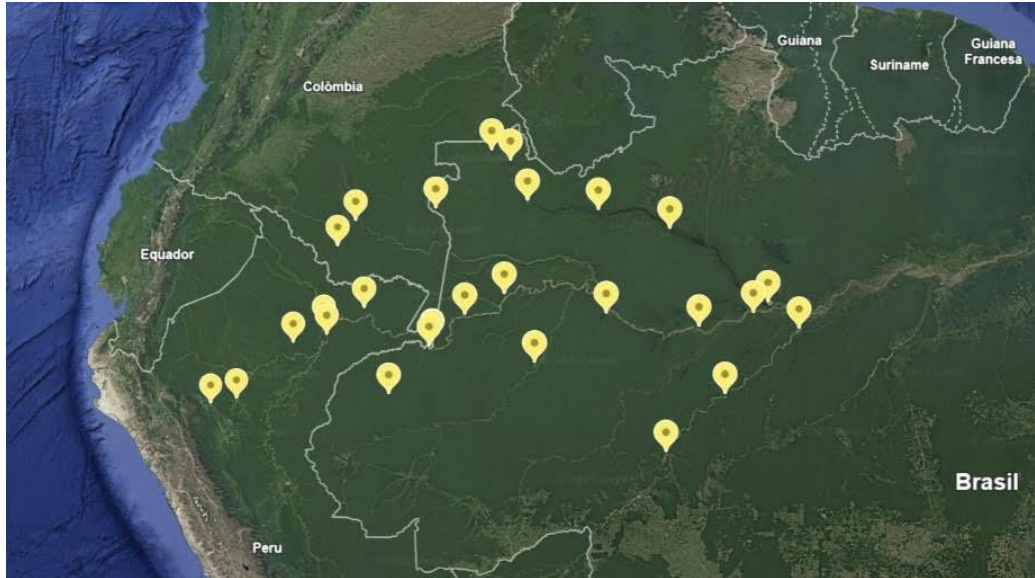 Guiana
Suriname
Guiana
Francesa
Colômbia
Equador
Brasil
Peru